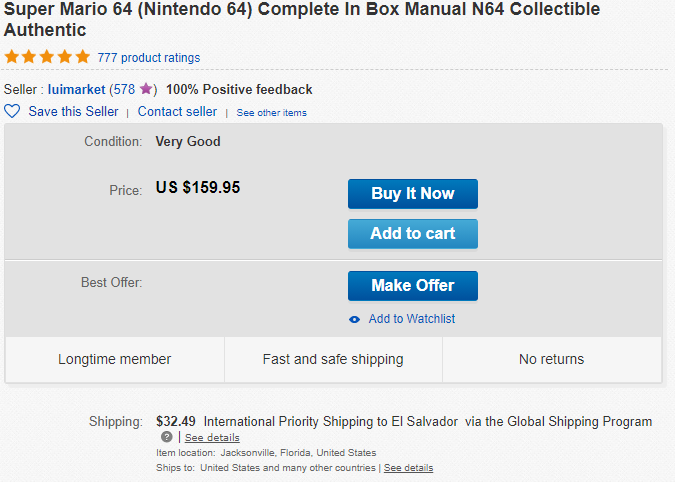 Super Mario 64 (Nintendo 64) Complete In Box Manual N64 Collectible
Authentic
777 product ratings
Seller : luimarket (578 ) 100% Positive feedback
Save this Seller | Contact seller | See other items
Condition: Very Good
Price: US $159.95
Buy It Now
Add to cart
Best Offer:
Make Offer
Add to Watchlist
Longtime member Fast and safe shipping No returns
Shipping: $32.49 International Priority Shipping to El Salvador via the Global Shipping Program
? | See details
Item location: Jacksonville, Florida, United States
Ships to: United States and many other countries | See details